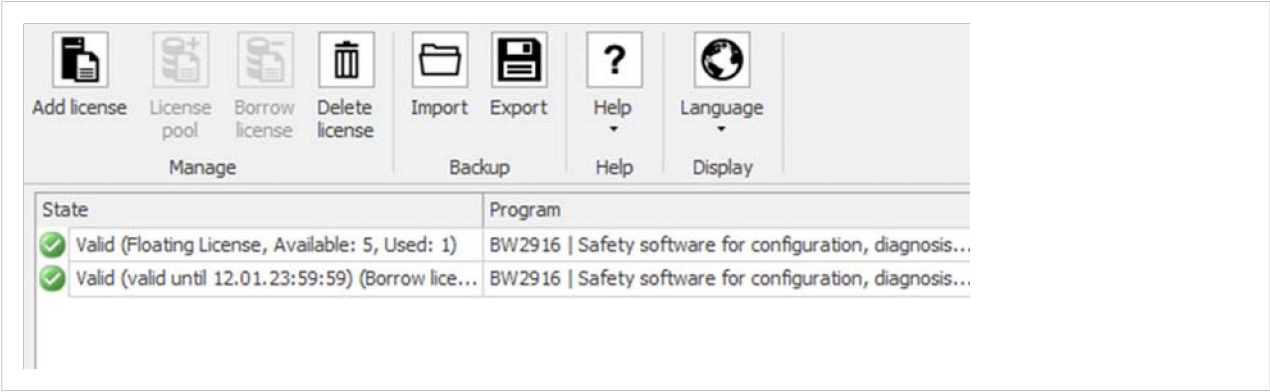 Add license
License pool
Borrow license
Delete license
Import
Export
Help
Language
Manage
Backup
Help
Display
State
Program
Valid (Floating License, Available: 5, Used: 1)
BW2916 | Safety software for configuration, diagnosis...
Valid (valid until 12.01.23:59:59) (Borrow lice...
BW2916 | Safety software for configuration, diagnosis...